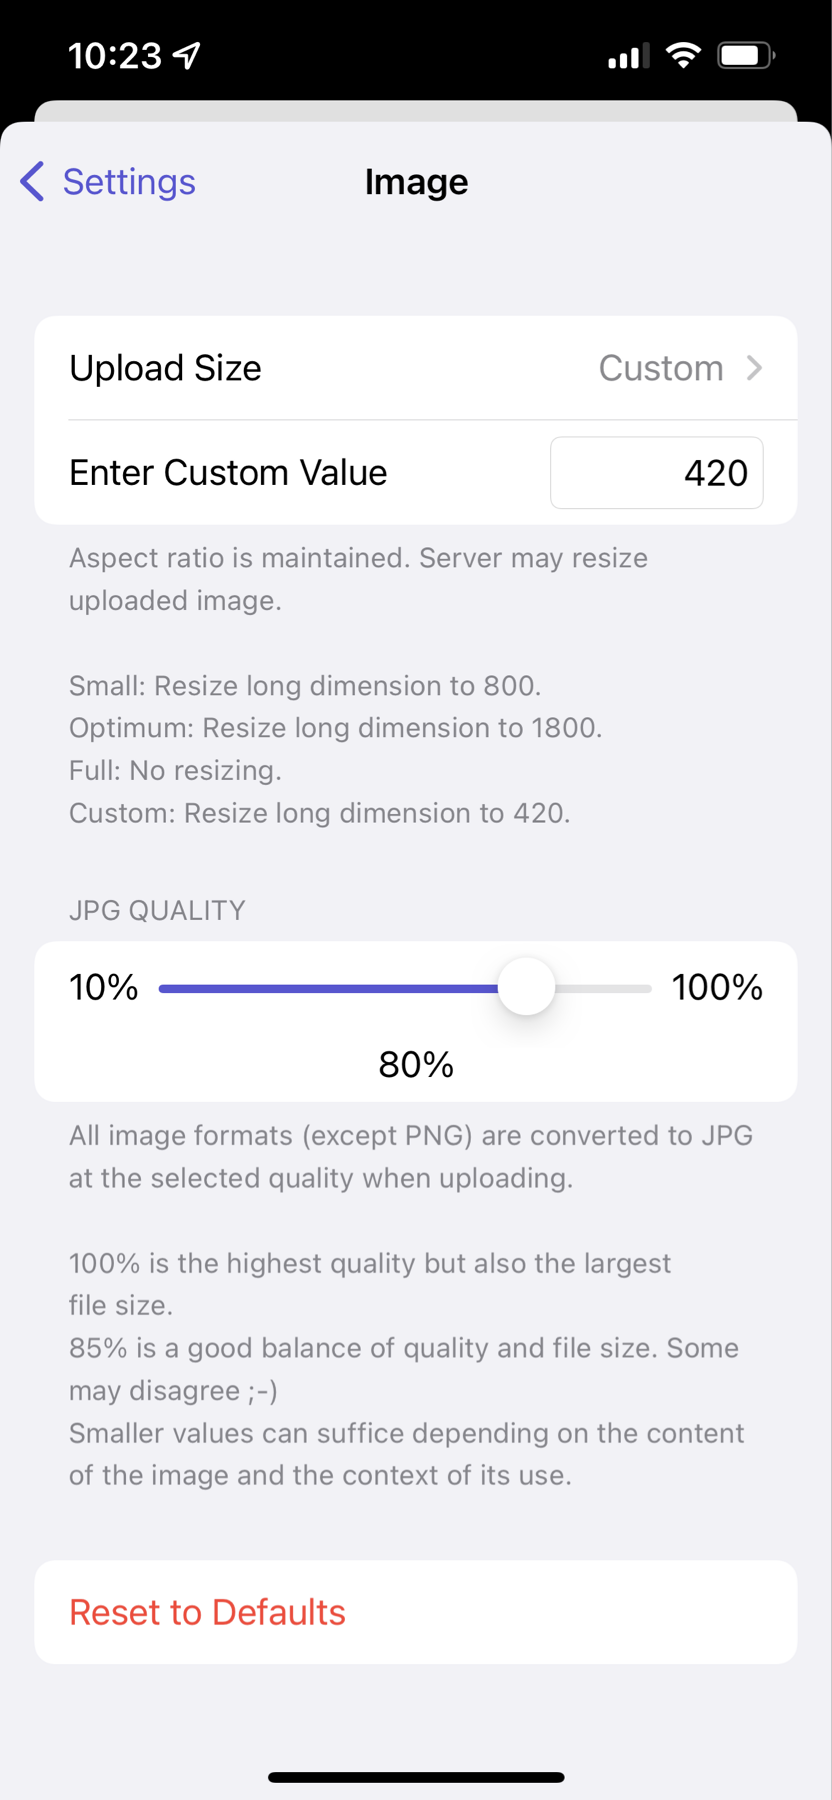 10:23
Settings
Image
Upload Size Custom
Enter Custom Value 420
Aspect ratio is maintained. Server may resize
uploaded image.
Small: Resize long dimension to 800.
Optimum: Resize long dimension to 1800.
Full: No resizing.
Custom: Resize long dimension to 420.
JPG QUALITY
10% 100%
80%
All image formats (except PNG) are converted to JPG
at the selected quality when uploading.
100% is the highest quality but also the largest
file size.
85% is a good balance of quality and file size. Some
may disagree ;-)
Smaller values can suffice depending on the content
of the image and the context of its use.
Reset to Defaults